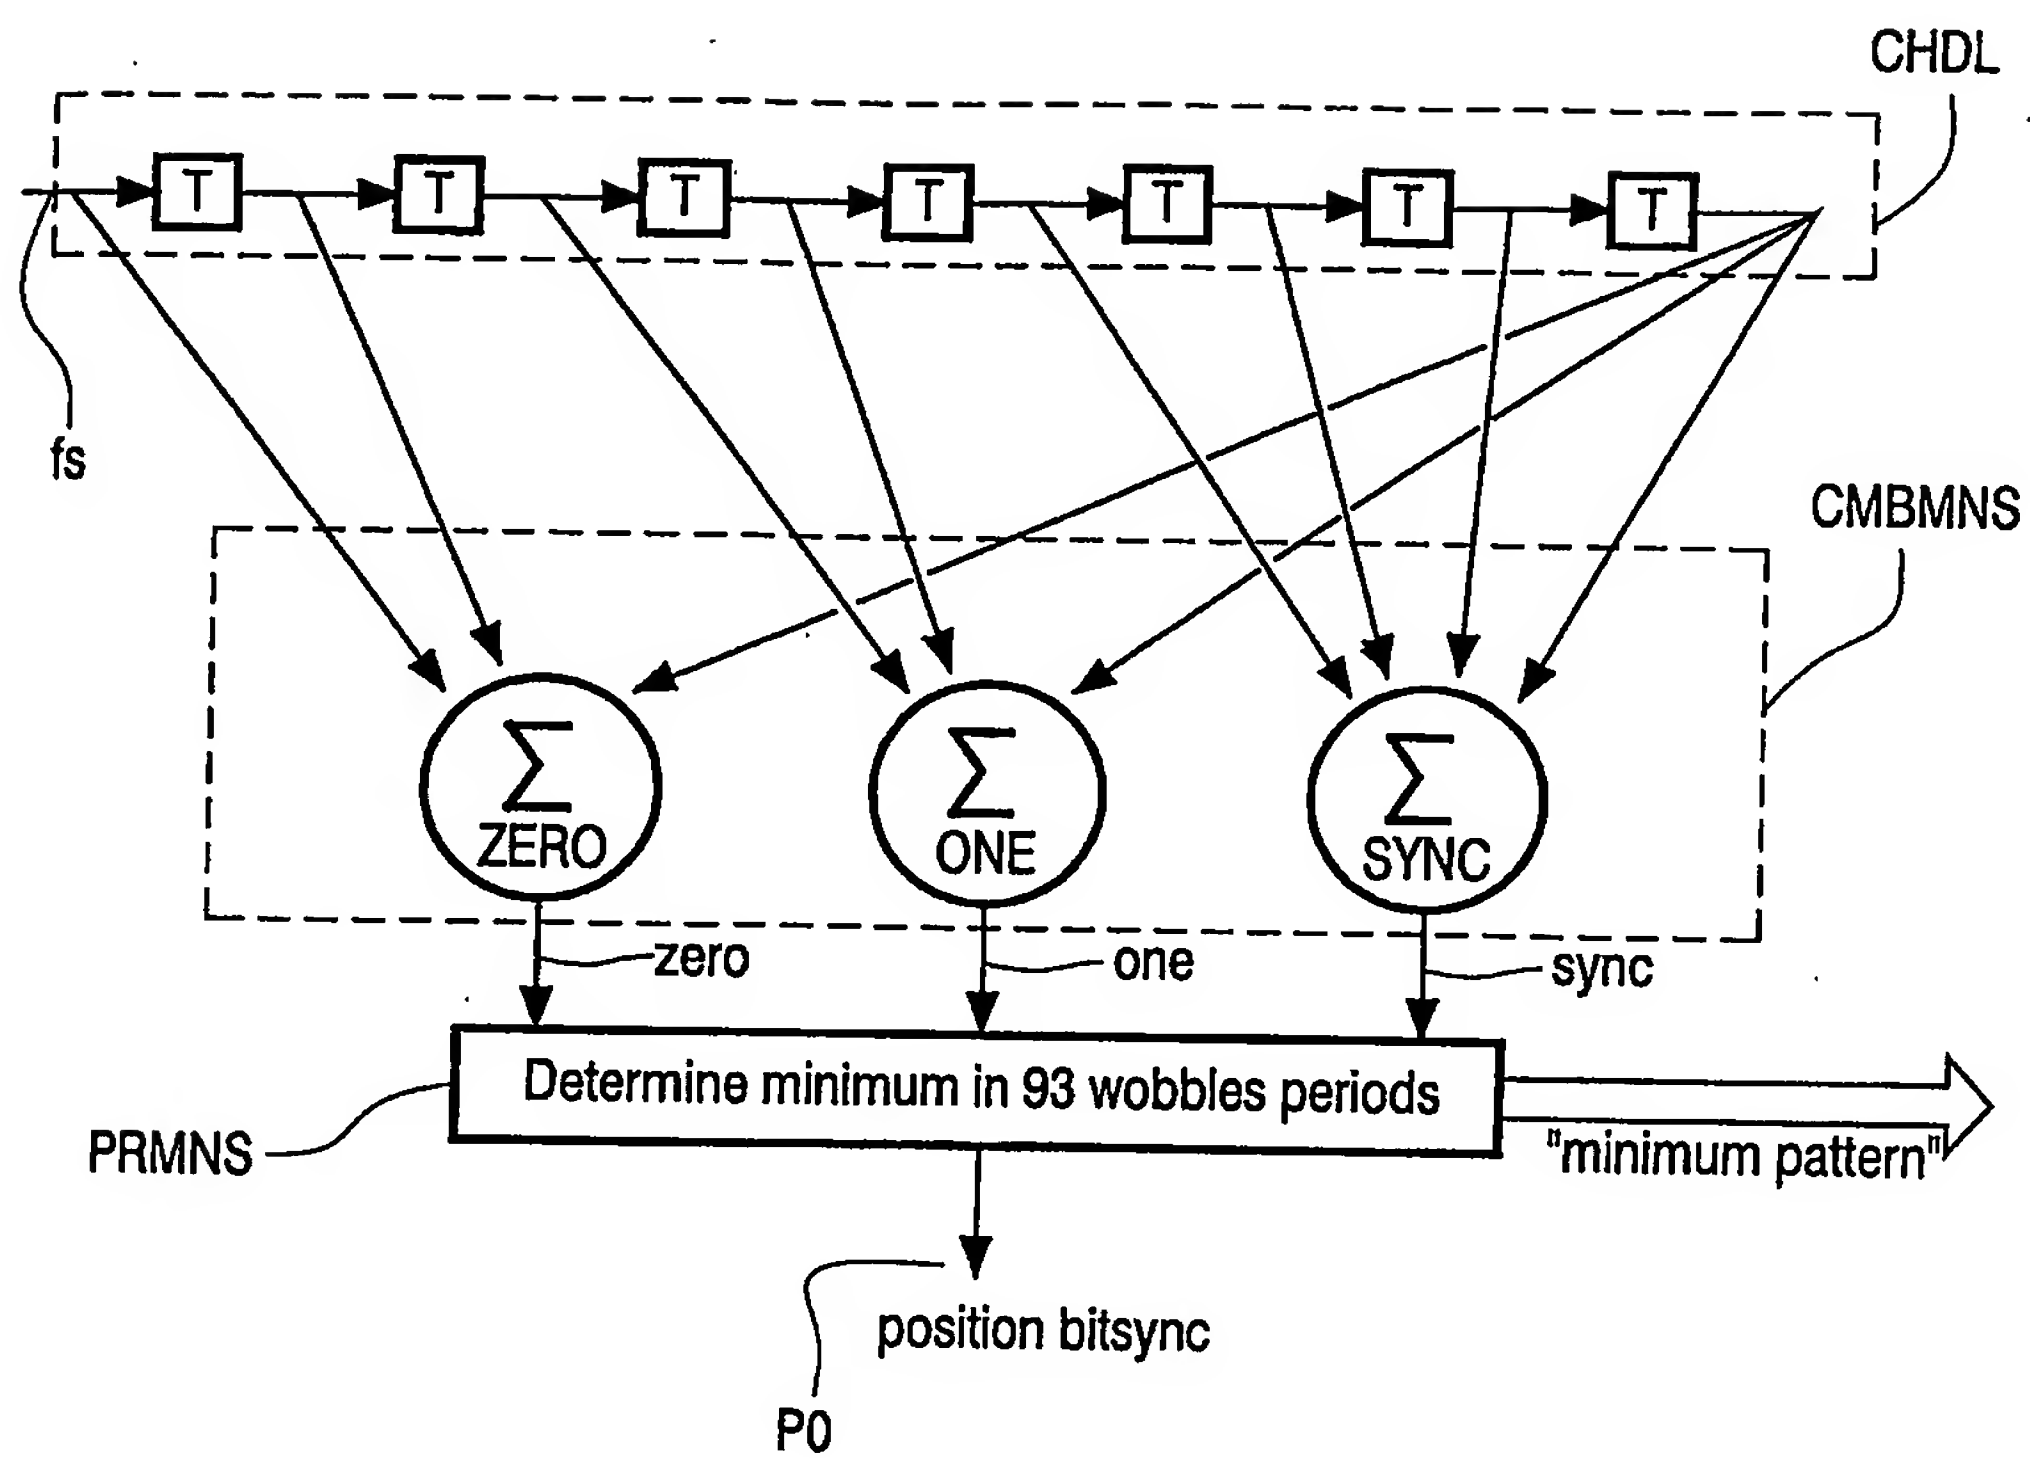 CHDL
T T T T T T T
fs
CMBMNS
Σ Σ Σ
ZERO ONE SYNC
zero one sync
Determine minimum in 93 wobbles periods
PRMNS
"minimum pattern"
position bitsync
P0